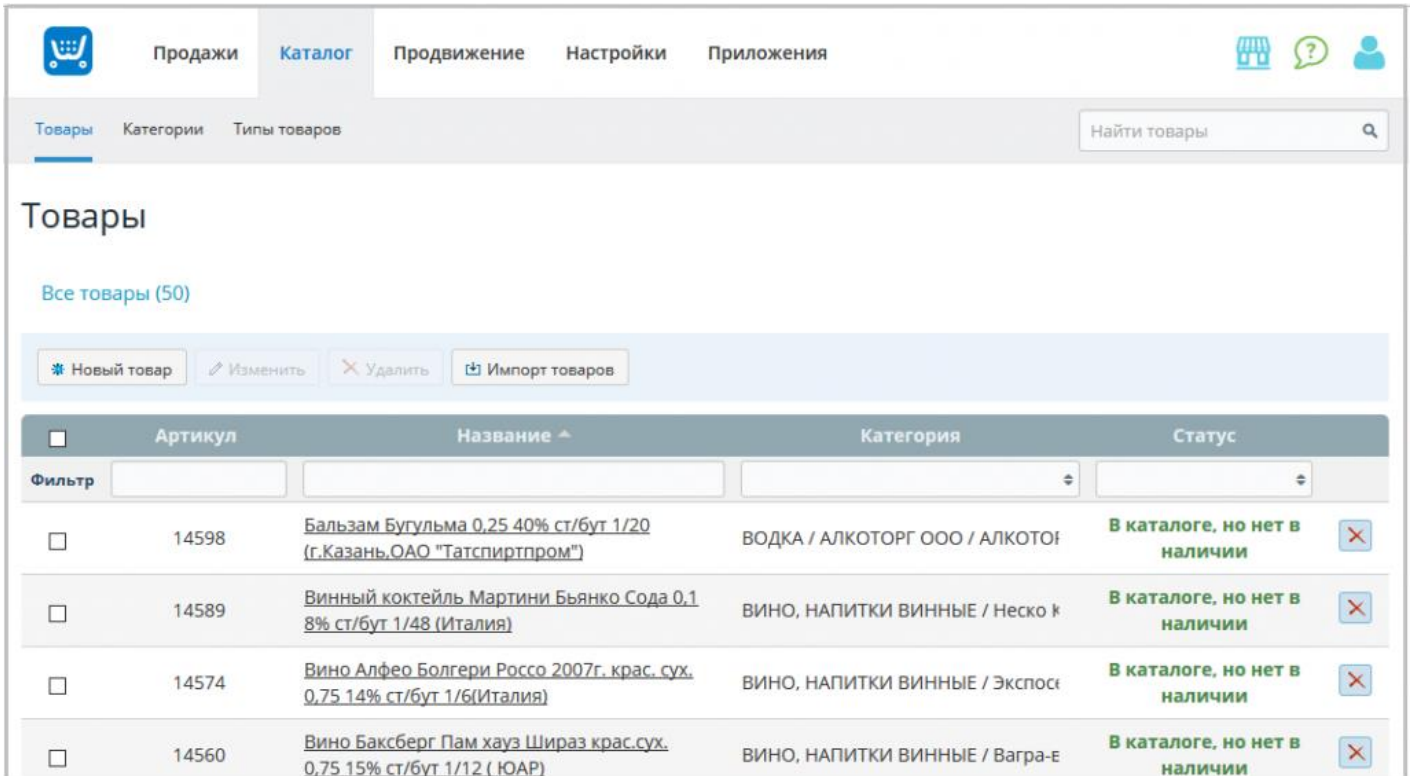 Продажи Каталог Продвижение Настройки Приложения
Товары Категории Типы товаров Найти товары
Товары
Все товары (50)
Новый товар Изменить Удалить Импорт товаров
Артикул Название Категория Статус
Фильтр
14598 Бальзам Бугульма 0,25 40% ст/бут 1/20 ВОДКА / АЛКОТОРГ ООО / АЛКОТОР В каталоге, но нет в
(г.Казань,ОАО "Татспиртпром") наличии
14589 Винный коктейль Мартини Бьянко Сода 0,1 ВИНО, НАПИТКИ ВИННЫЕ / Неско К В каталоге, но нет в
8% ст/бут 1/48 (Италия) наличии
14574 Вино Алфео Болгери Россо 2007г. крас. сух. ВИНО, НАПИТКИ ВИННЫЕ / Экспосе В каталоге, но нет в
0,75 14% ст/бут 1/6(Италия) наличии
14560 Вино Баксберг Пам хауз Шираз крас.сух. ВИНО, НАПИТКИ ВИННЫЕ / Вагра-в В каталоге, но нет в
0,75 15% ст/бут 1/12 ( ЮАР) наличии